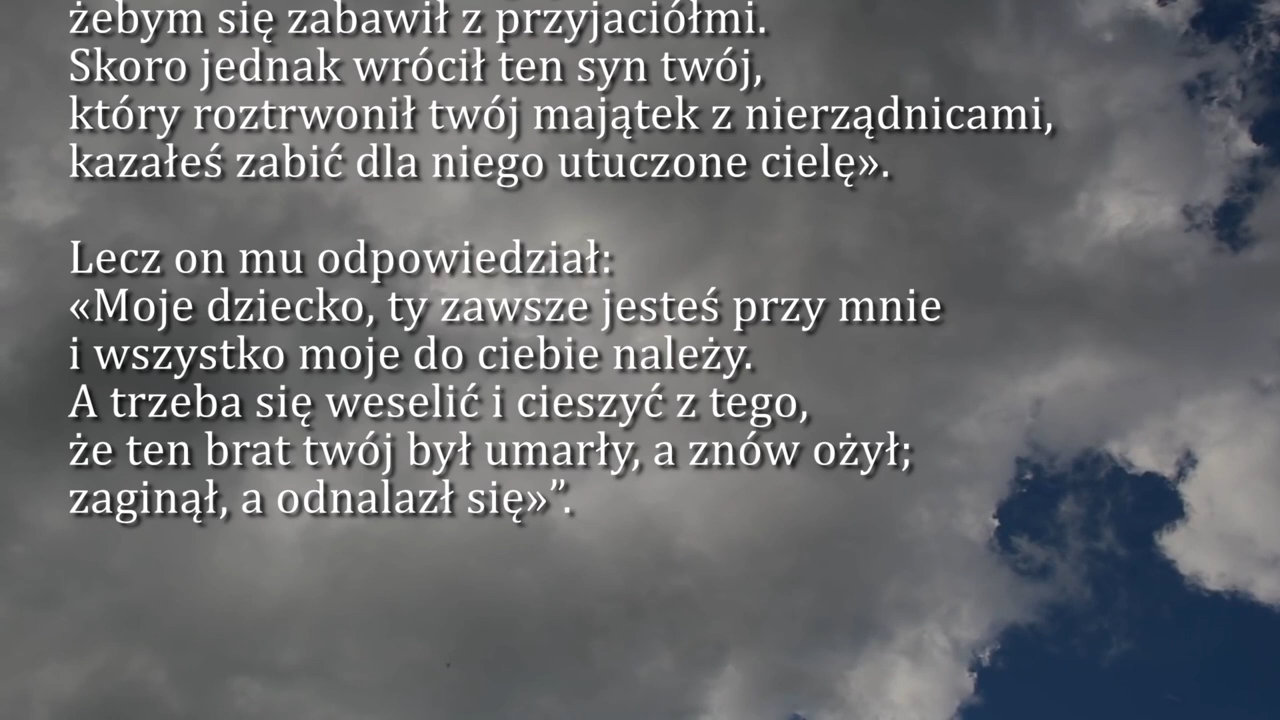 żebym się zabawił z przyjaciółmi.
Skoro jednak wrócił ten syn twój,
który roztrwonił twój majątek z nierządnicami,
kazałeś zabić dla niego utuczone cielę».
Lecz on mu odpowiedział:
«Moje dziecko, ty zawsze jesteś przy mnie
i wszystko moje do ciebie należy.
A trzeba się weselić i cieszyć z tego,
że ten brat twój był umarły, a znów ożył;
zaginął, a odnalazł się»”.